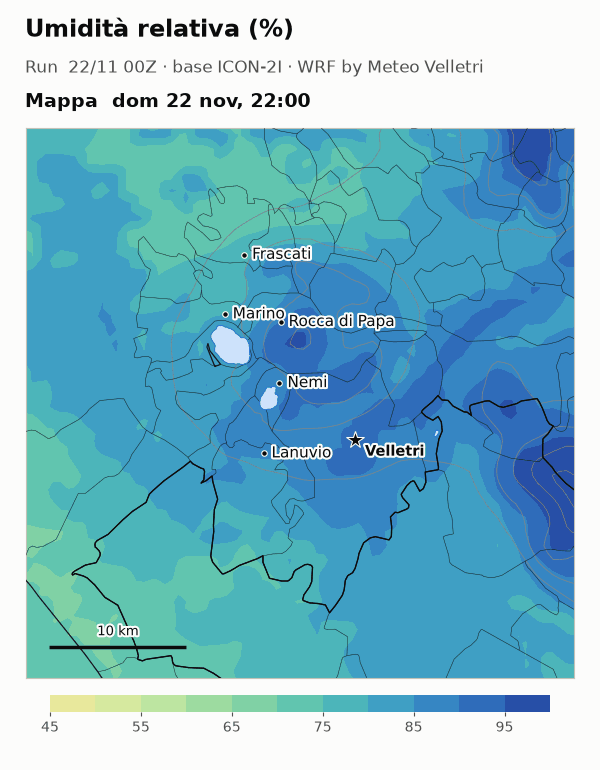 Umidità relativa (%)
Run  22/11 00Z · base ICON-2I · WRF by Meteo Velletri
Mappa  dom 22 nov, 22:00
Frascati
Marino
Rocca di Papa
Nemi
Velletri
Lanuvio
10 km
45 55 65 75 85 95